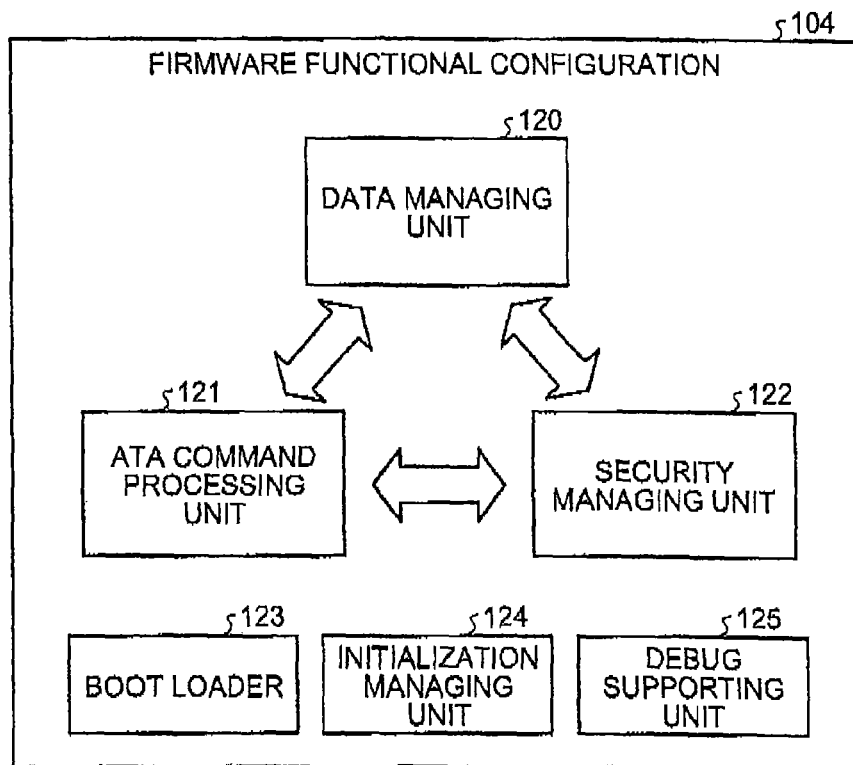 104
FIRMWARE FUNCTIONAL CONFIGURATION
120
DATA MANAGING
UNIT
121
ATA COMMAND
PROCESSING
UNIT
122
SECURITY
MANAGING UNIT
123
BOOT LOADER
124
INITIALIZATION
MANAGING
UNIT
125
DEBUG
SUPPORTING
UNIT